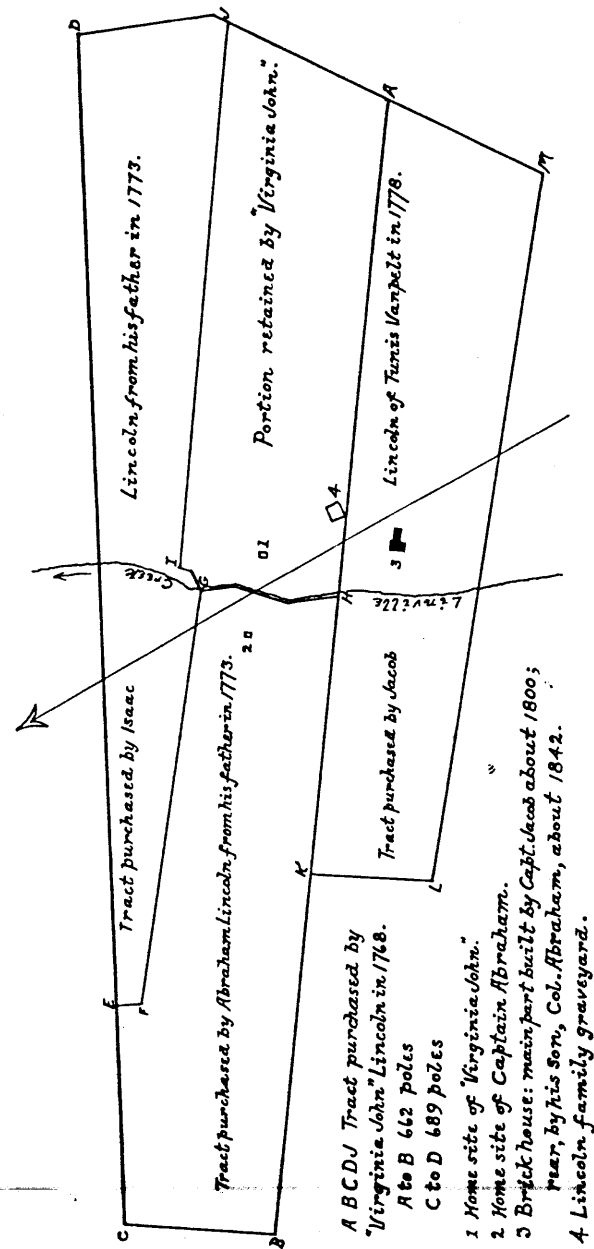 D
J
A
M
Tract purchased by Isaac Lincoln from his father in 1773.
Portion retained by "Virginia John".
Tract purchased by Abraham Lincoln from his father in 1773.
Tract purchased by Jacob Lincoln of Tunis Vanpelt in 1778.
Linville Creek
I
G
H
E
F
K
L
C
B
1
2
3
4
A B C D J Tract purchased by
"Virginia John" Lincoln in 1768.
A to B 662 poles
C to D 689 poles
1 Home site of "Virginia John."
2 Home site of Captain Abraham.
3 Brick house: main part built by Capt. Jacob about 1800;
rear, by his son, Col. Abraham, about 1842.
4 Lincoln family graveyard.